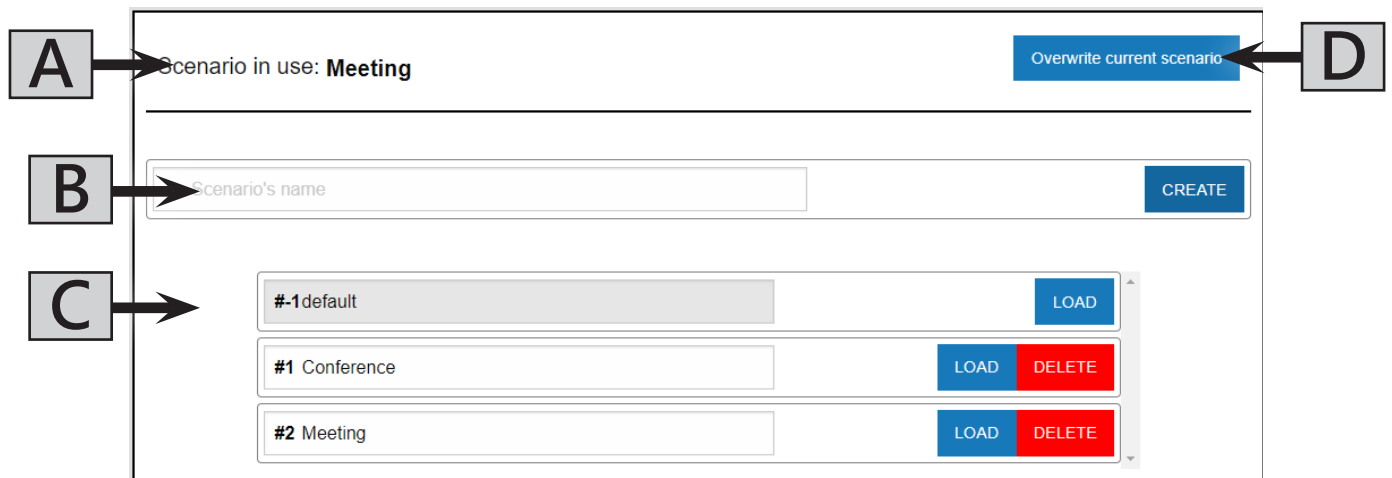 A
Scenario in use: Meeting
Overwrite current scenario
D
B
Scenario's name
CREATE
C
#-1default
LOAD
#1 Conference
LOAD
DELETE
#2 Meeting
LOAD
DELETE